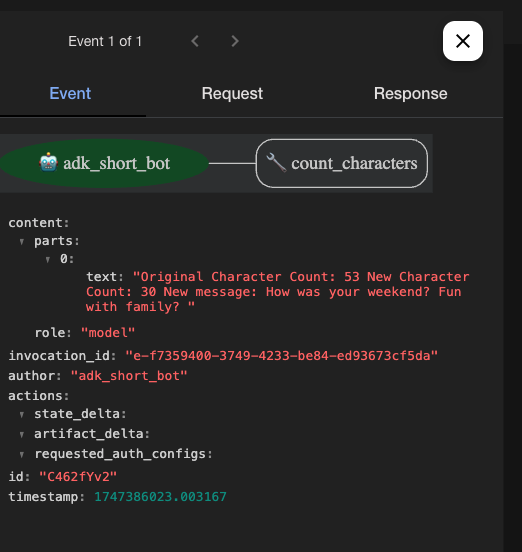 Event 1 of 1
Event Request Response
adk_short_bot count_characters
content:
parts:
0:
text: "Original Character Count: 53 New Character
Count: 30 New message: How was your weekend? Fun
with family? "
role: "model"
invocation_id: "e-f7359400-3749-4233-be84-ed93673cf5da"
author: "adk_short_bot"
actions:
state_delta:
artifact_delta:
requested_auth_configs:
id: "C462fYv2"
timestamp: 1747386023.003167